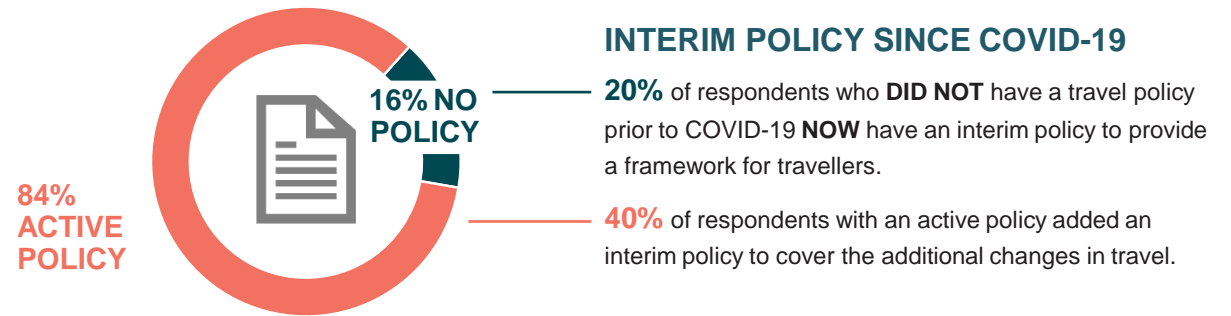 16% NO
POLICY
84%
ACTIVE
POLICY
INTERIM POLICY SINCE COVID-19
20% of respondents who DID NOT have a travel policy
prior to COVID-19 NOW have an interim policy to provide
a framework for travellers.
40% of respondents with an active policy added an
interim policy to cover the additional changes in travel.